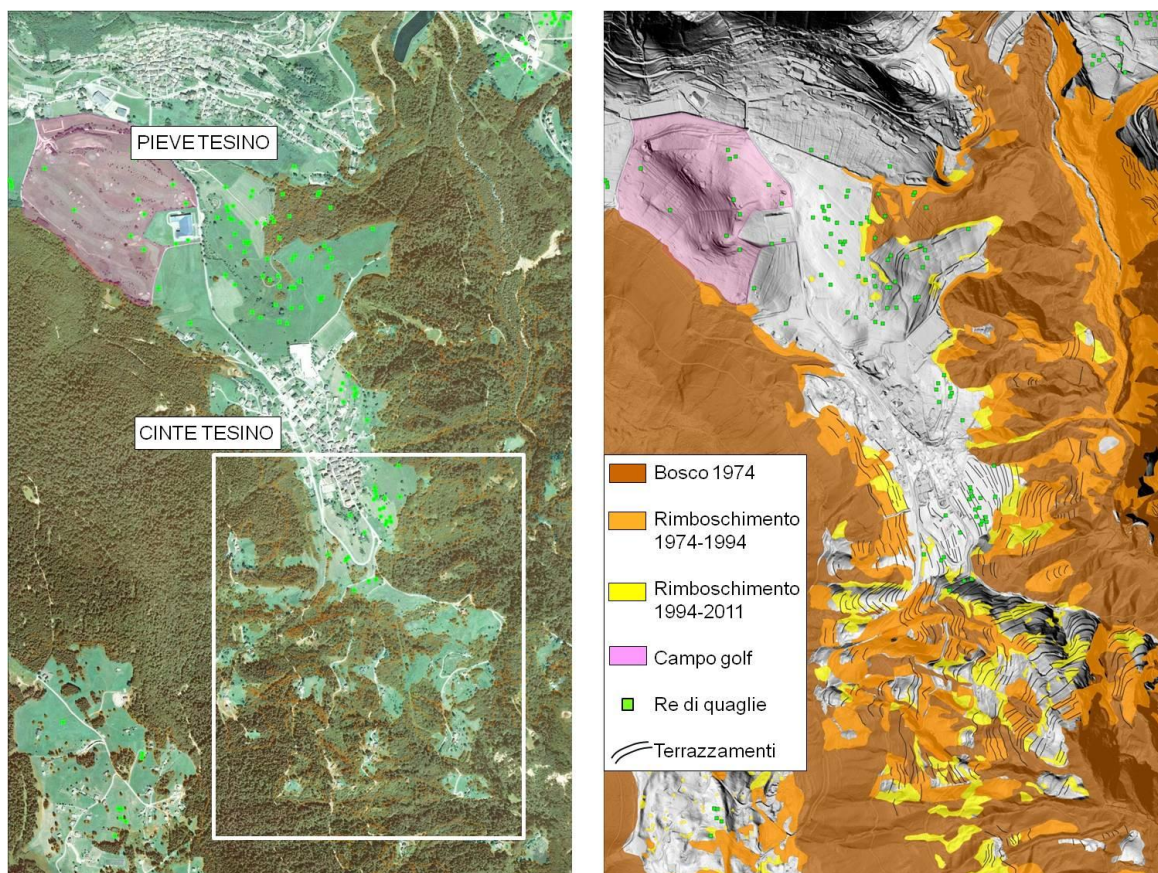 PIEVE TESINO
CINTE TESINO
Bosco 1974
Rimboschimento
1974-1994
Rimboschimento
1994-2011
Campo golf
Re di quaglie
Terrazzamenti